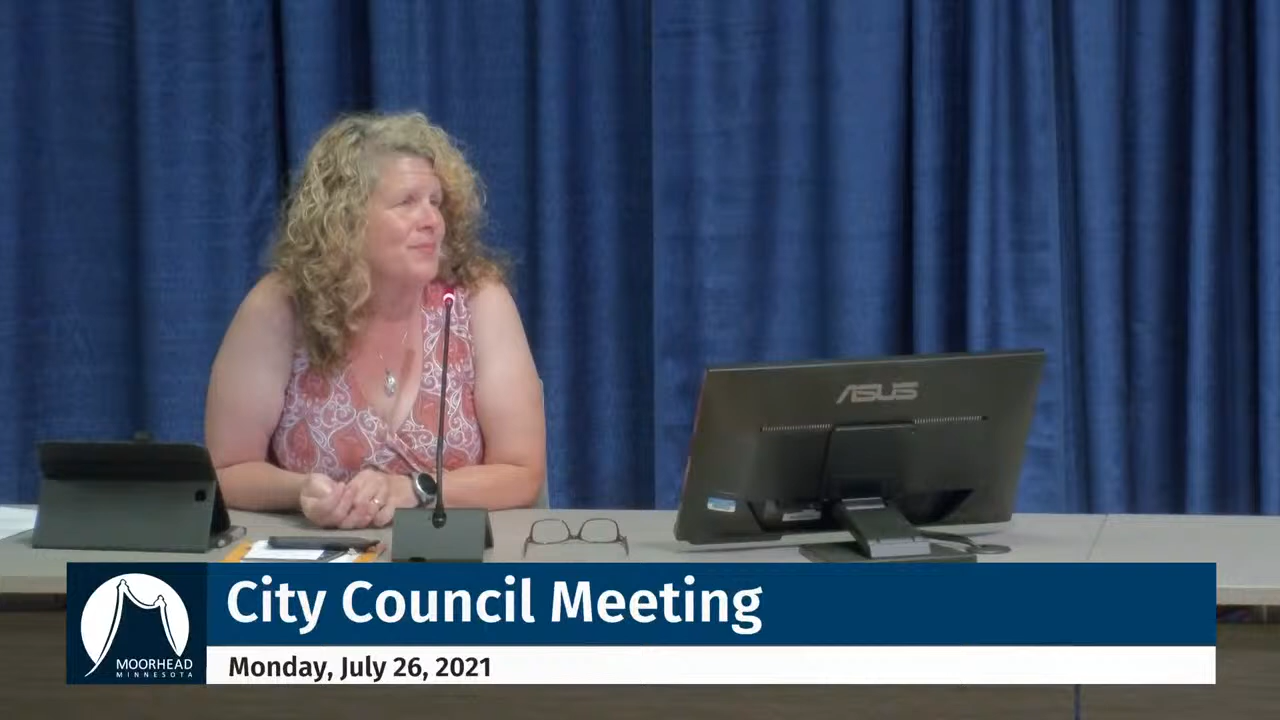 ASUS
City Council Meeting
MOORHEAD
MINNESOTA
Monday, July 26, 2021